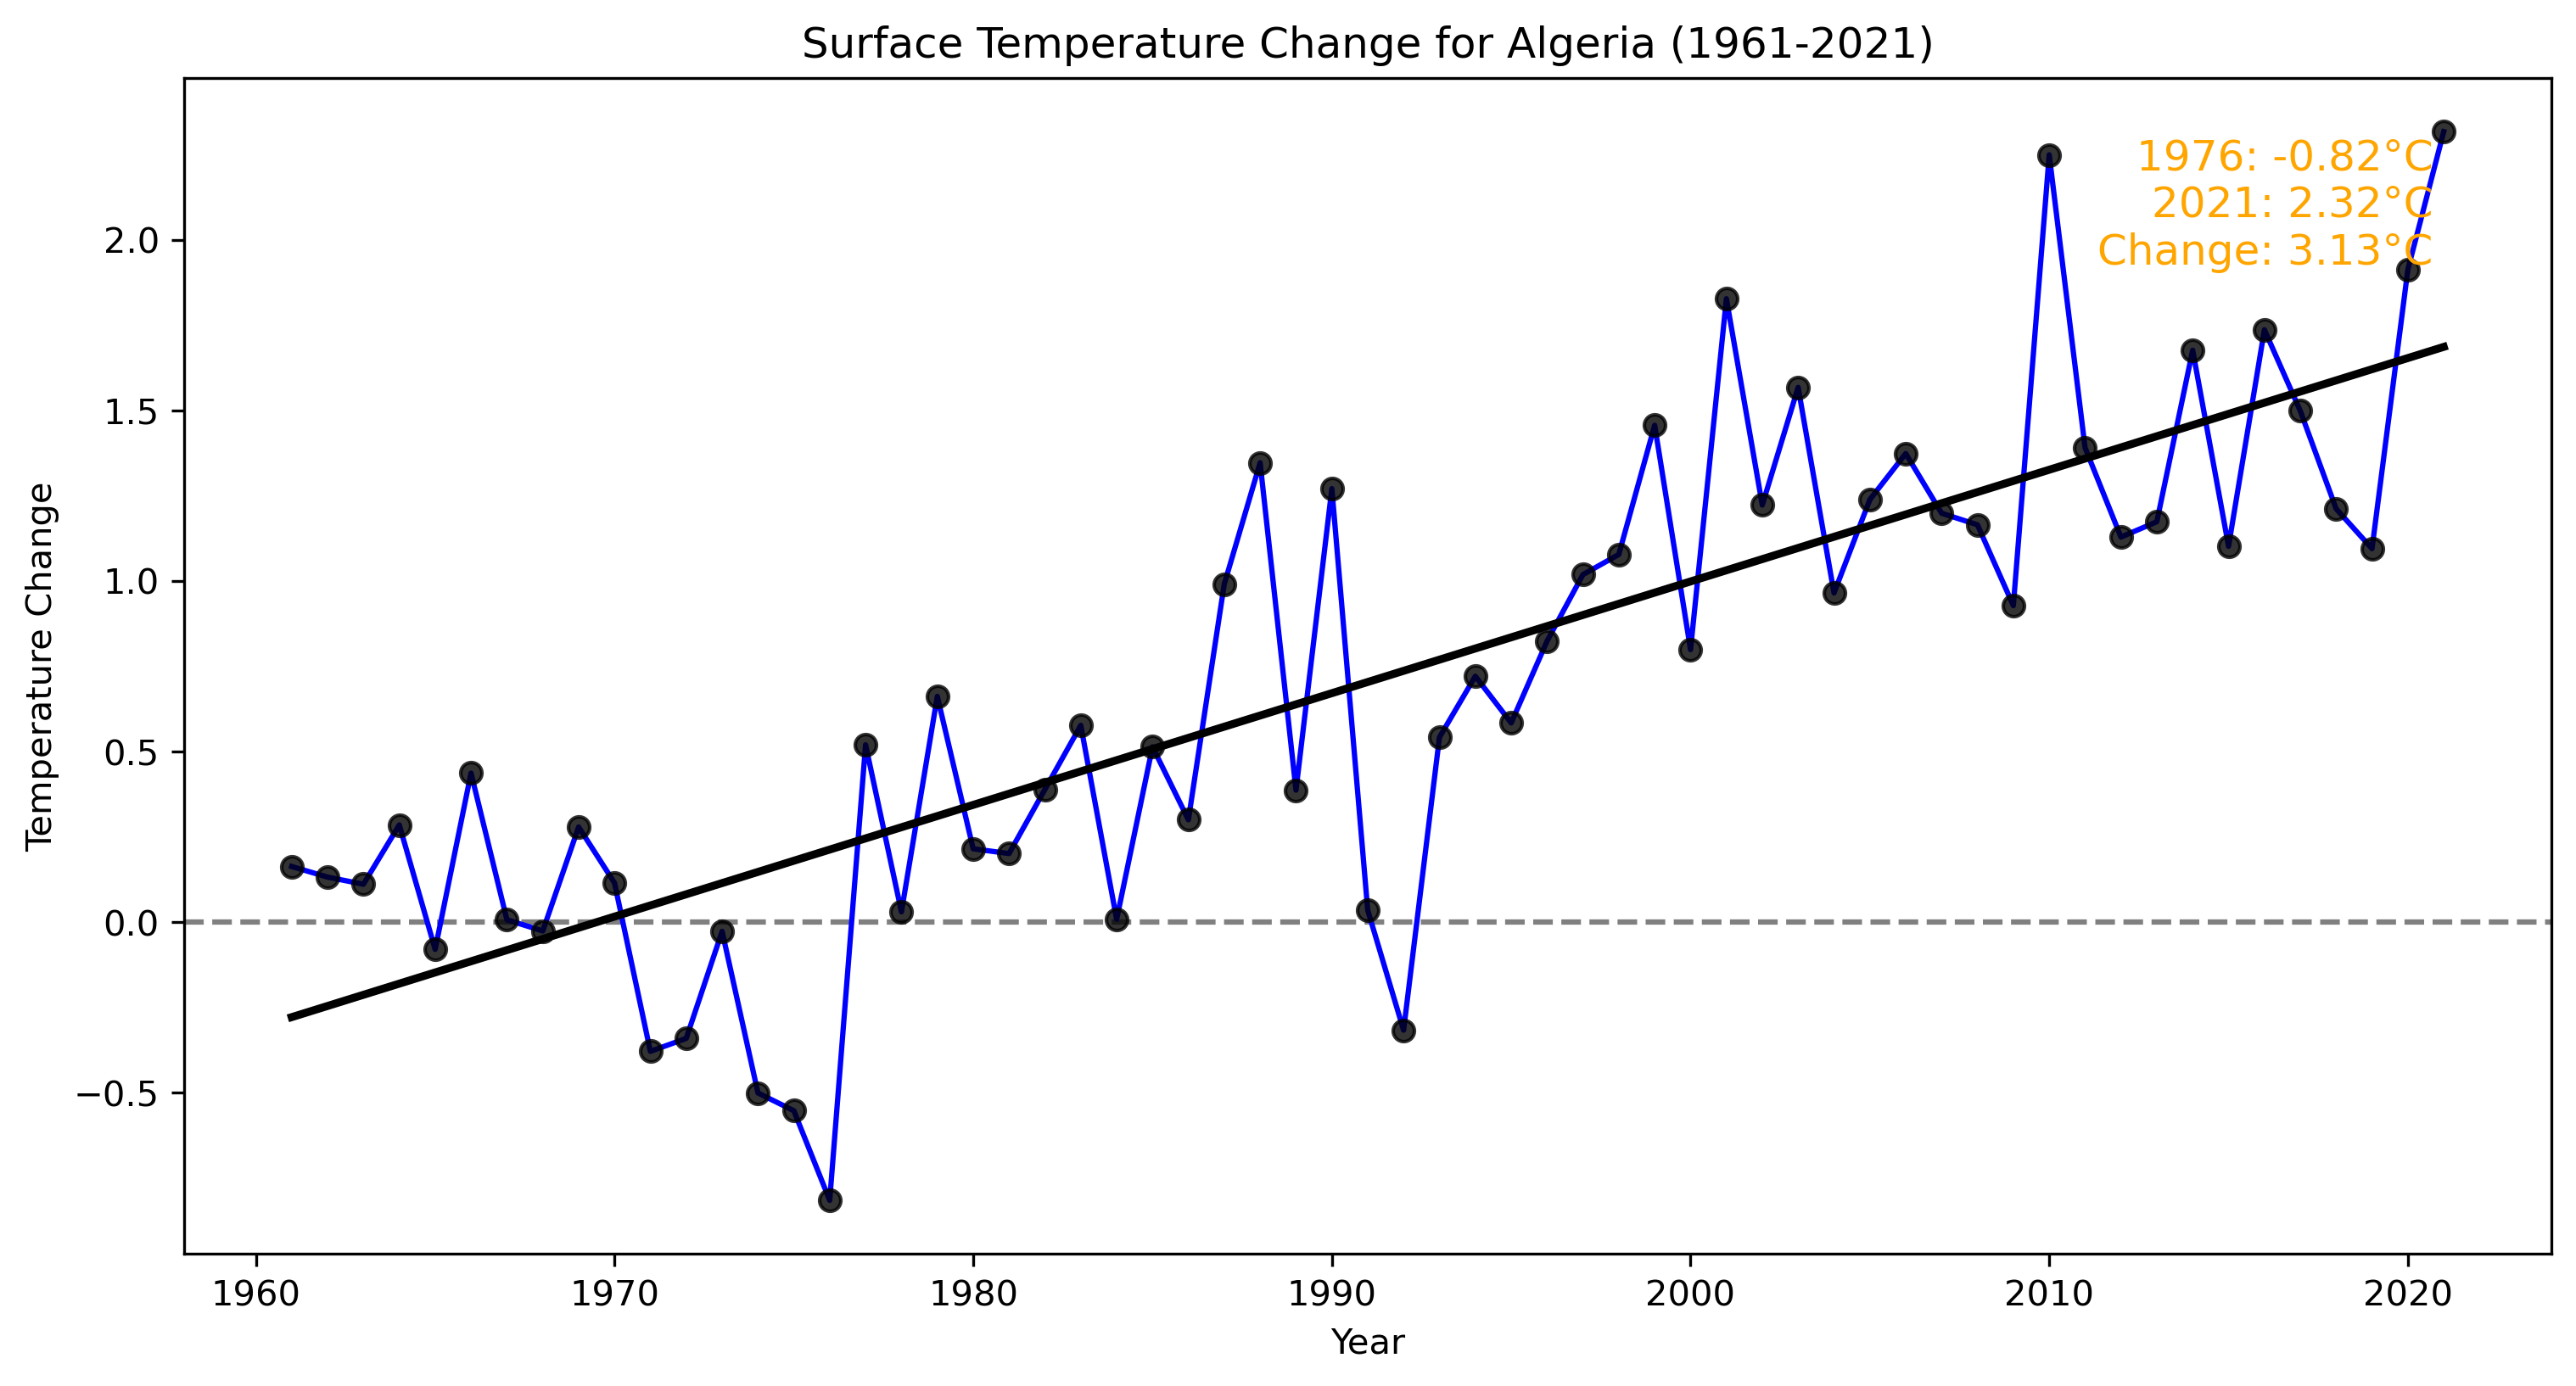 Surface Temperature Change for Algeria (1961-2021)
1976: -0.82°C
2021: 2.32°C
Change: 3.13°C
Temperature Change
2.0
1.5
1.0
0.5
0.0
−0.5
1960 1970 1980 1990 2000 2010 2020
Year